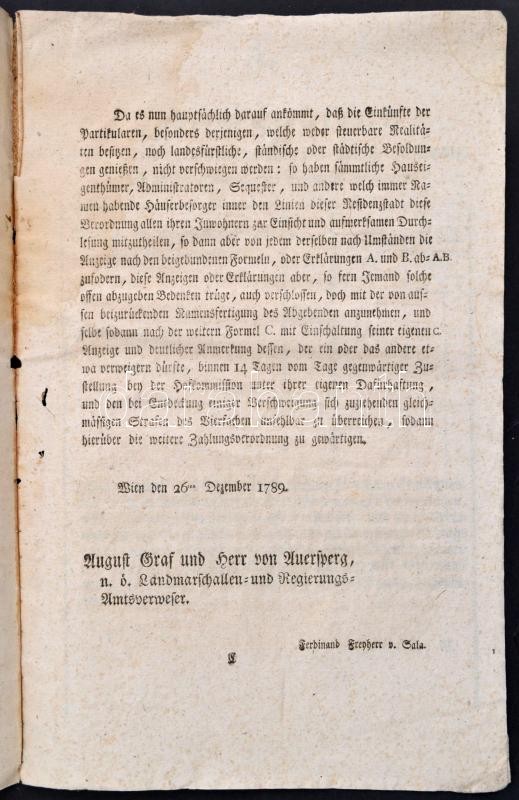 Da es nun hauptsächlich darauf ankömmt, daß die Einkünfte der
Partikularen, besonders derjenigen, welche weder steuerbare Realitä-
ten besitzen, noch landesfürstliche, ständische oder städtische Besoldun-
gen genießen, nicht verschwiegen werden: so haben sämmtliche Hausei-
genthümer, Administratoren, Sequester, und andere welch immer Na-
men habende Häuserbesorger inner den Linien dieser Residenzstadt diese
Verordnung allen ihren Inwohnern zur Einsicht und aufmerksamen Durch-
lesung mitzutheilen, so dann aber von jedem derselben nach Umständen die
Anzeige nach den beigebundenen Formeln, oder Erklärungen A. und B. ab- A.B.
zufodern, diese Anzeigen oder Erklärungen aber, so fern Jemand solche
offen abzugeben Bedenken trüge, auch verschlossen, doch mit der von aus-
sen beizurückenden Namensfertigung des Abgebenden anzunehmen, und
selbe sodann nach der weitern Formel C. mit Einschaltung seiner eigenen C.
Anzeige und deutlicher Anmerkung dessen, der ein oder das andere et-
wa verweigern dürfte, binnen 14 Tagen vom Tage gegenwärtiger Zu-
stellung bey der Hofkommission unter ihrer eigenen Dafürhaftung,
und den bei Entdeckung einiger Verschweigung sich zuziehenden gleich-
mässigen Strafen des Vierfachen unfehlbar zu überreichen, sodann
hierüber die weitere Zahlungsverordnung zu gewärtigen.
Wien den 26ten Dezember 1789.
August Graf und Herr von Auersperg,
n. ö. Landmarschallen- und Regierungs-
Amtsverweser.
Ferdinand Freyherr v. Sala.